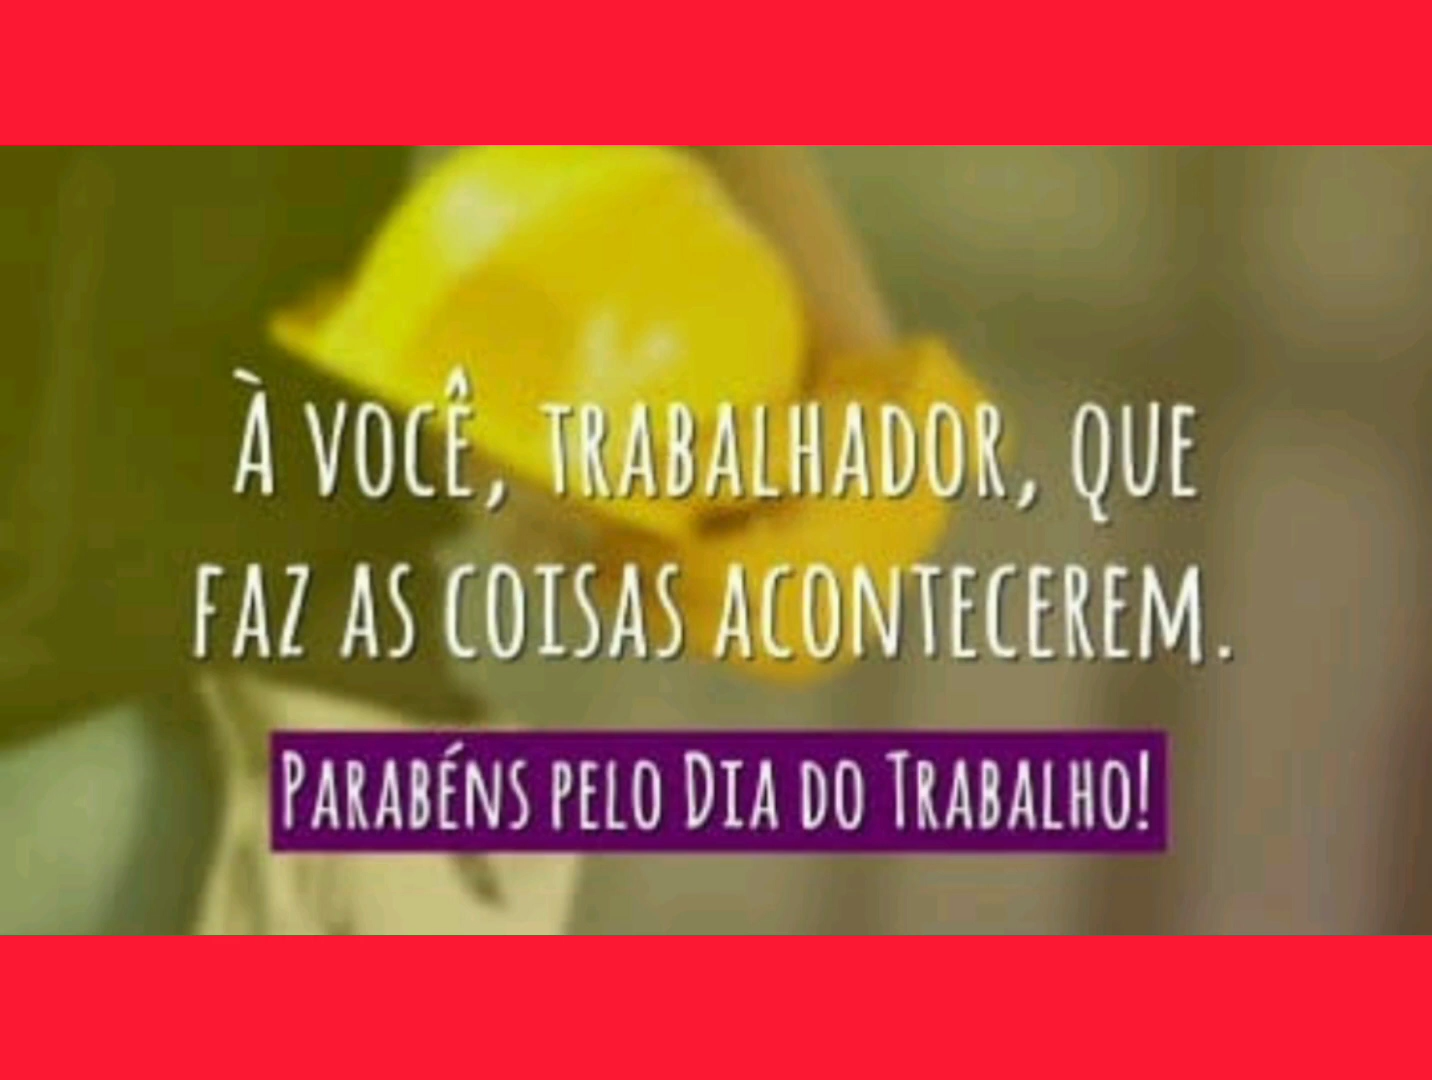 À VOCÊ, TRABALHADOR, QUE
FAZ AS COISAS ACONTECEREM.
PARABÉNS PELO DIA DO TRABALHO!